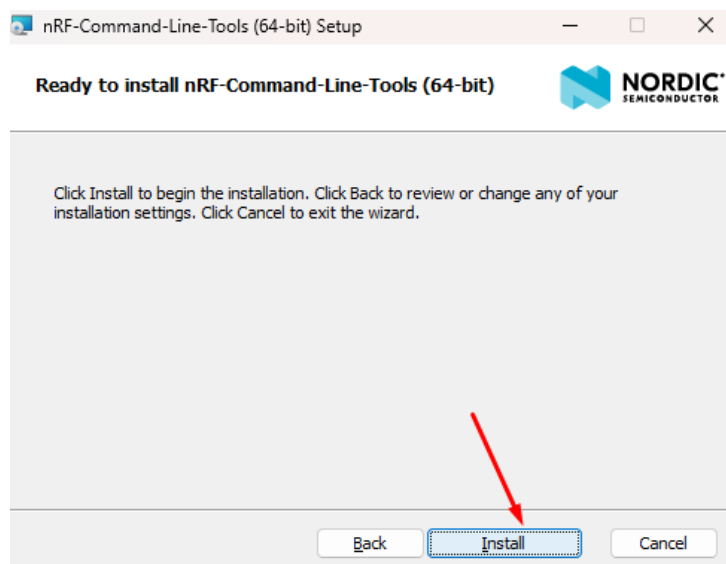 nRF-Command-Line-Tools (64-bit) Setup
Ready to install nRF-Command-Line-Tools (64-bit)
NORDIC
SEMICONDUCTOR
Click Install to begin the installation. Click Back to review or change any of your
installation settings. Click Cancel to exit the wizard.
Back Install Cancel